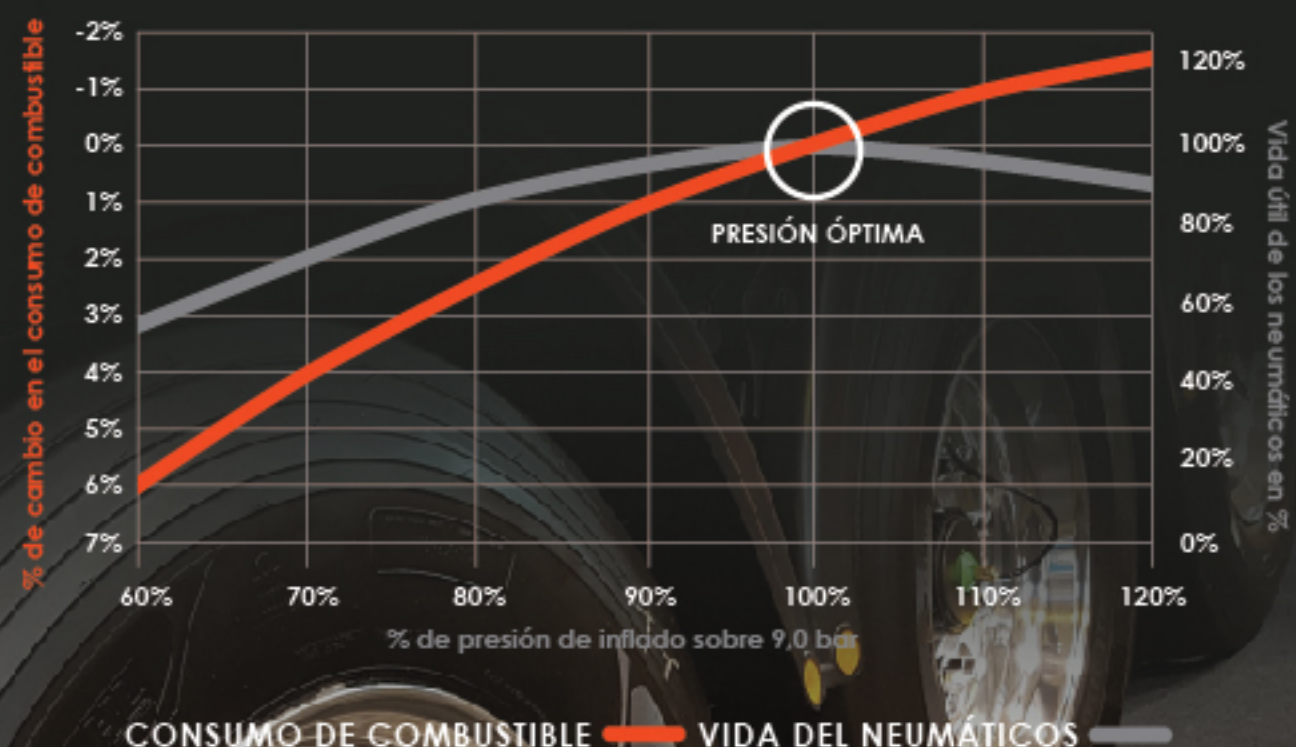 % de cambio en el consumo de combustible
-2%
-1%
0%
1%
2%
3%
4%
5%
6%
7%
120%
100%
80%
60%
40%
20%
0%
Vida útil de los neumáticos en %
PRESIÓN ÓPTIMA
60% 70% 80% 90% 100% 110% 120%
% de presión de inflado sobre 9,0 bar
CONSUMO DE COMBUSTIBLE VIDA DEL NEUMÁTICOS